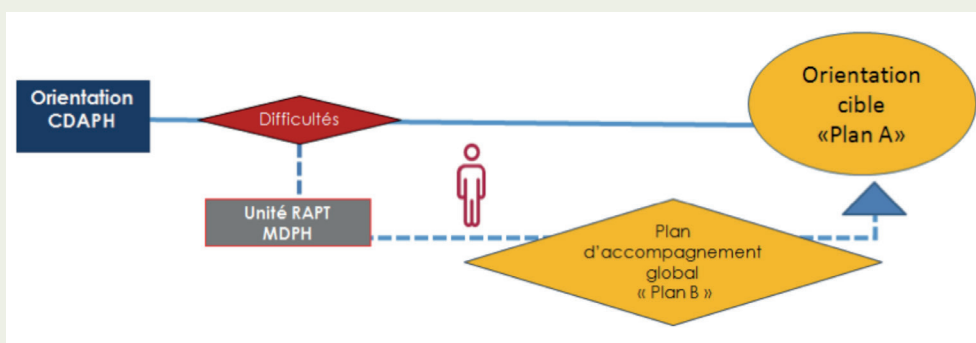 Orientation
CDAPH
Difficultés
Orientation
cible
«Plan A»
Unité RAPT
MDPH
Plan
d’accompagnement
global
« Plan B »